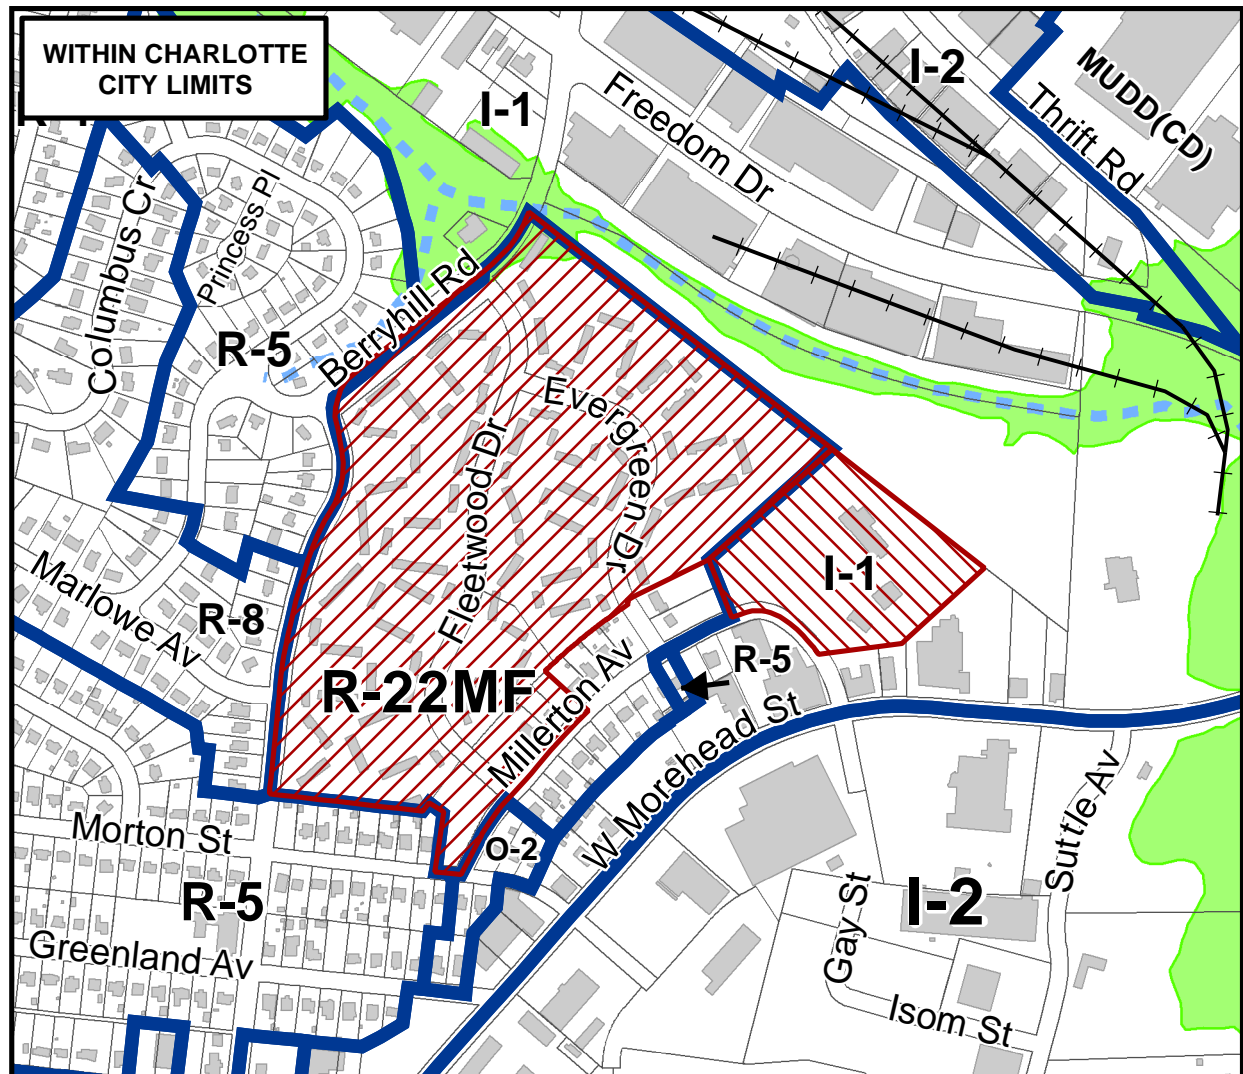 WITHIN CHARLOTTE
CITY LIMITS
I-1
I-2
MUDD(CD)
Freedom Dr
Thrift Rd
Columbus Cr
Princess Pl
Berryhill Rd
R-5
Evergreen Dr
Fleetwood Dr
I-1
Marlowe Av
R-8
R-22MF
Millerton Av
R-5
W Morehead St
Morton St
O-2
Suttle Av
R-5
Gay St
I-2
Greenland Av
Isom St